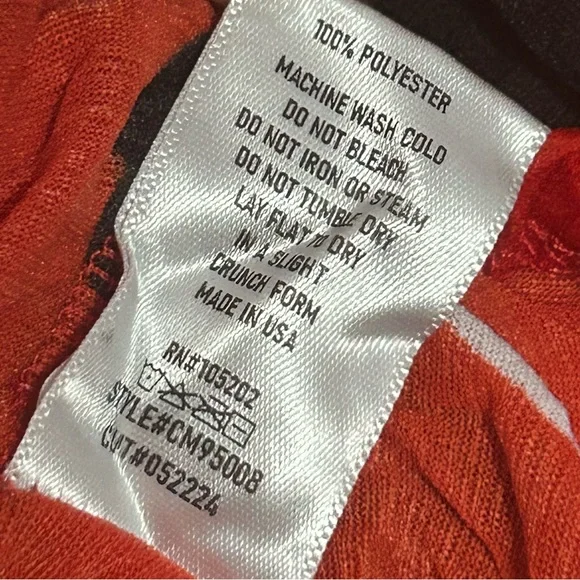 100% POLYESTER
MACHINE WASH COLD
DO NOT BLEACH
DO NOT IRON OR STEAM
DO NOT TUMBLE DRY
LAY FLAT TO DRY
IN A SLIGHT
CRUNCH FORM
MADE IN USA
RN#105202
STYLE#CM95008
CMT#052224